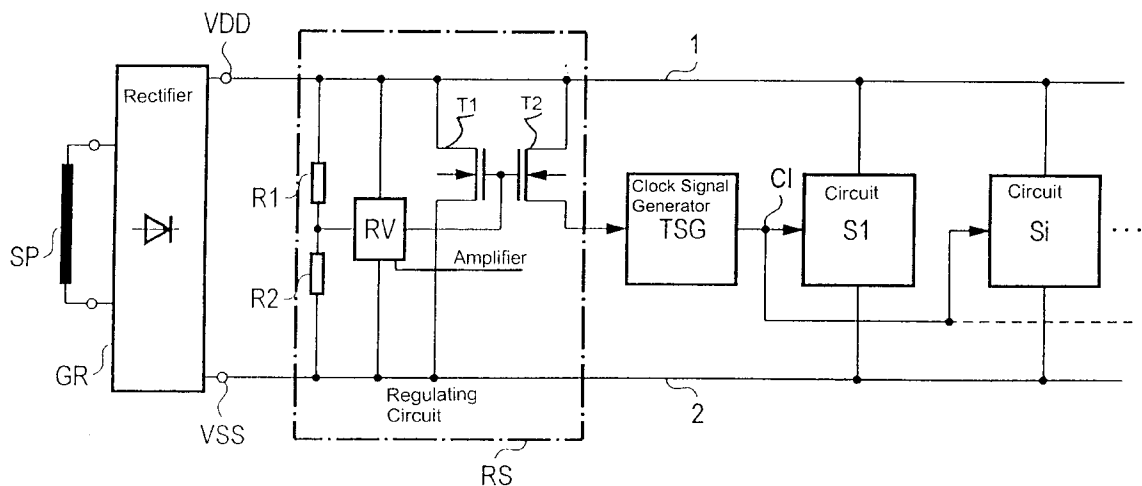 VDD
1
Rectifier
T1
T2
R1
RV
Clock Signal
Generator
TSG
Cl
Circuit
S1
Circuit
Si
...
SP
R2
Amplifier
GR
Regulating
Circuit
VSS
2
RS